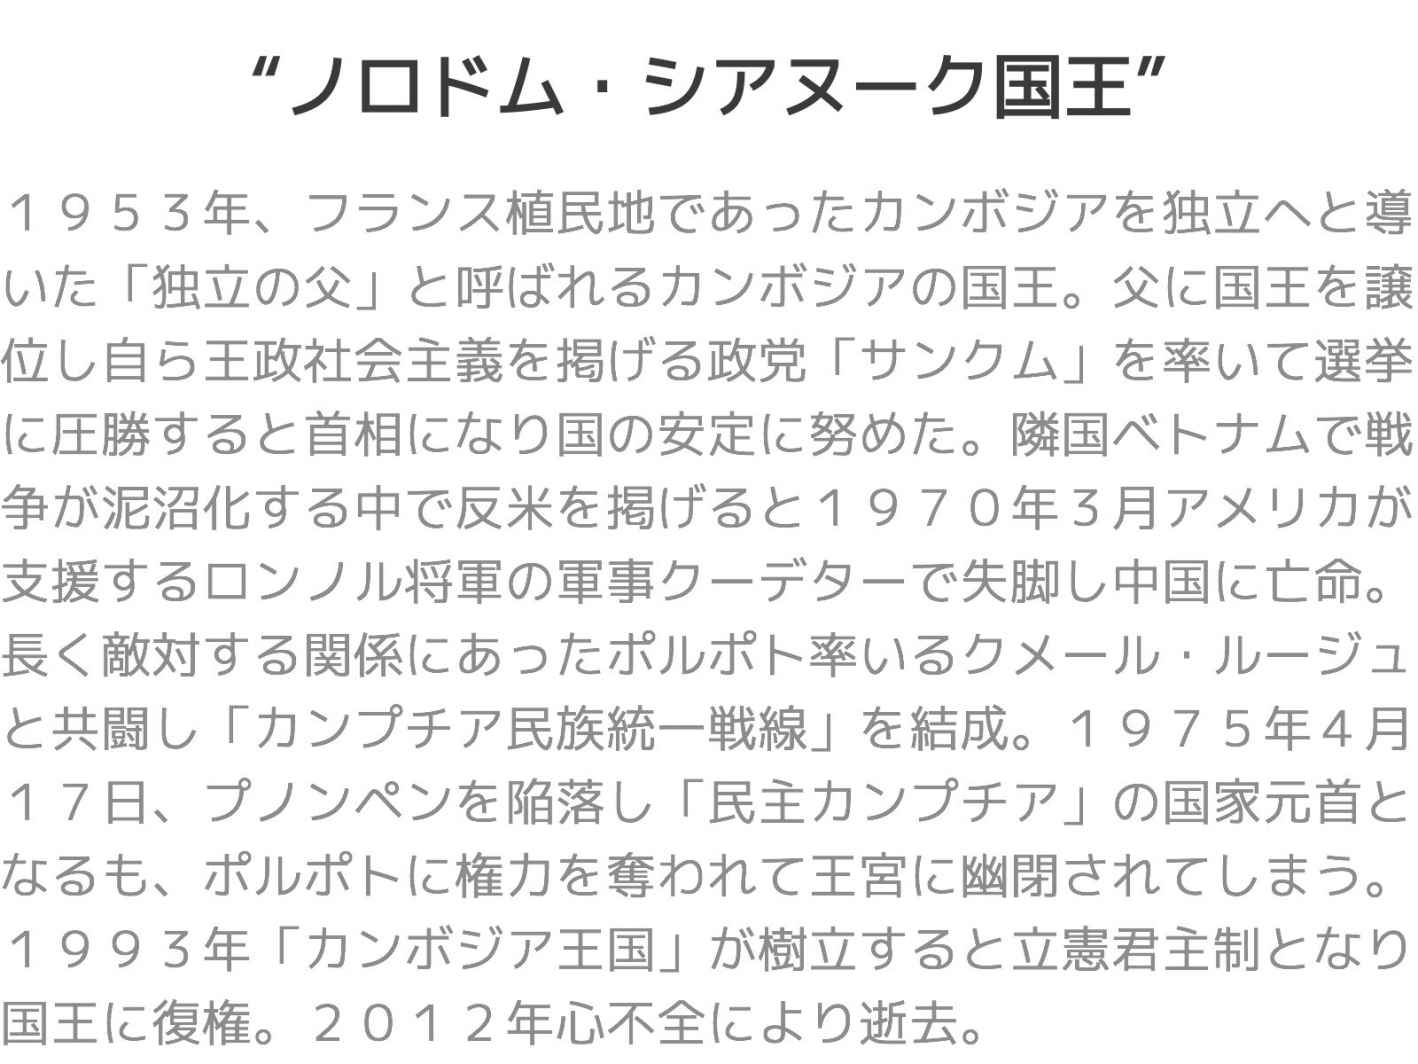 “ノロドム・シアヌーク国王”
１９５３年、フランス植民地であったカンボジアを独立へと導
いた「独立の父」と呼ばれるカンボジアの国王。父に国王を譲
位し自ら王政社会主義を掲げる政党「サンクム」を率いて選挙
に圧勝すると首相になり国の安定に努めた。隣国ベトナムで戦
争が泥沼化する中で反米を掲げると１９７０年３月アメリカが
支援するロンノル将軍の軍事クーデターで失脚し中国に亡命。
長く敵対する関係にあったポルポト率いるクメール・ルージュ
と共闘し「カンプチア民族統一戦線」を結成。１９７５年４月
１７日、プノンペンを陥落し「民主カンプチア」の国家元首と
なるも、ポルポトに権力を奪われて王宮に幽閉されてしまう。
１９９３年「カンボジア王国」が樹立すると立憲君主制となり
国王に復権。２０１２年心不全により逝去。